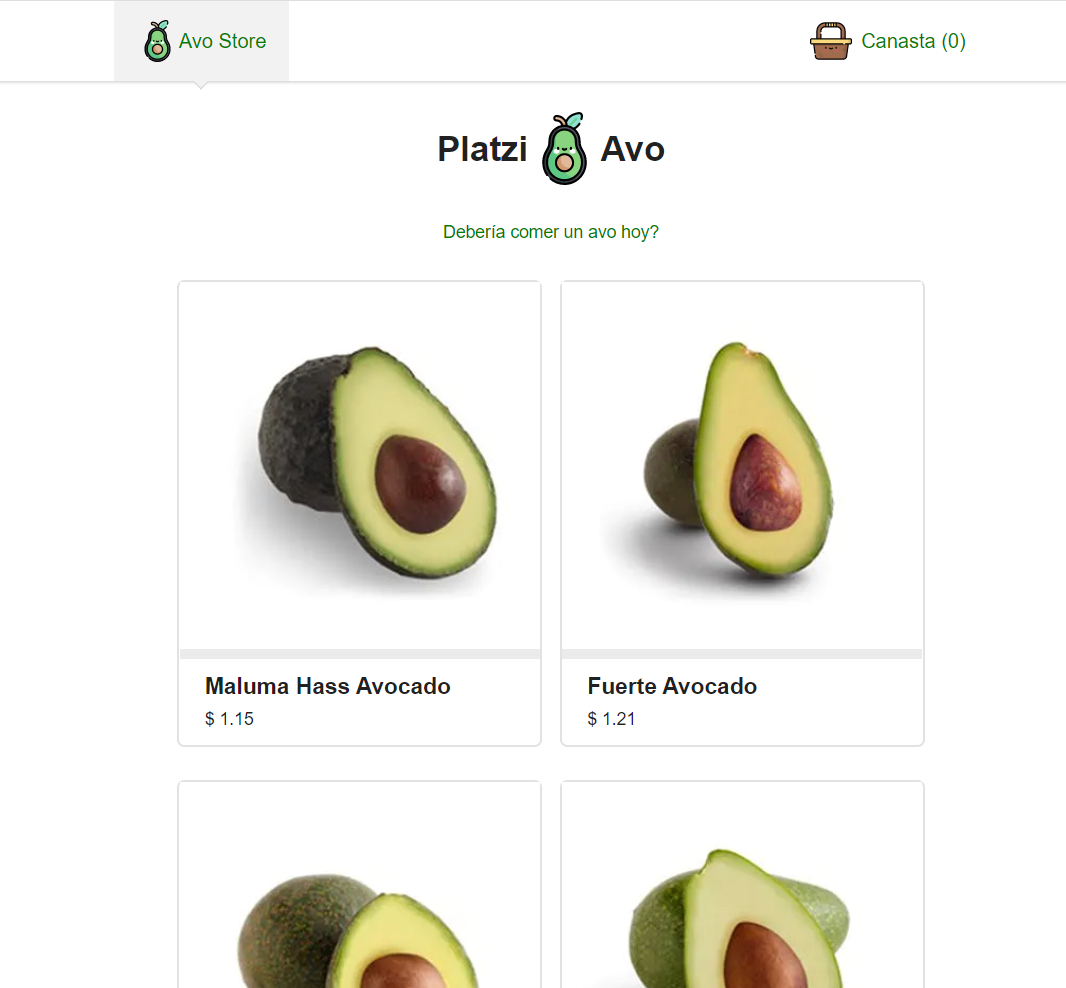 Avo Store
Canasta (0)
Platzi Avo
Debería comer un avo hoy?
Maluma Hass Avocado
$ 1.15
Fuerte Avocado
$ 1.21